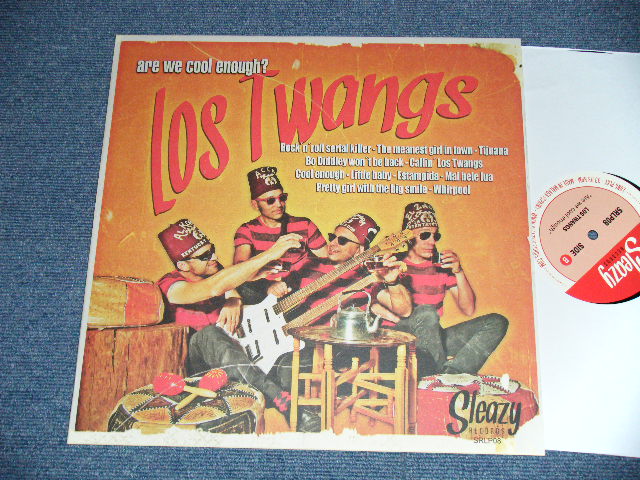 are we cool enough?
Los Twangs
Rock n' roll serial killer - The meanest girl in town - Tijuana
Bo Diddley won't be back - Callin' Los Twangs
Cool enough - Little baby - Estampida - Mai hele lua
Pretty girl with the big smile - Whirpool
Sleazy
RECORDS
SRLP08
SRLP08
LOS TWANGS
SIDE B
Sleazy